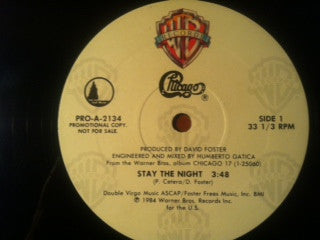 WB
RECORDS
Chicago®
PRO-A-2134
PROMOTIONAL COPY.
NOT FOR SALE.
SIDE 1
33 1/3 RPM
PRODUCED BY DAVID FOSTER
ENGINEERED AND MIXED BY HUMBERTO GATICA
From the Warner Bros. album CHICAGO 17 (1-25060)
STAY THE NIGHT 3:48
(P. Cetera/D. Foster)
Double Virgo Music ASCAP/Foster Frees Music, Inc. BMI
℗ 1984 Warner Bros. Records Inc.
for the U.S.